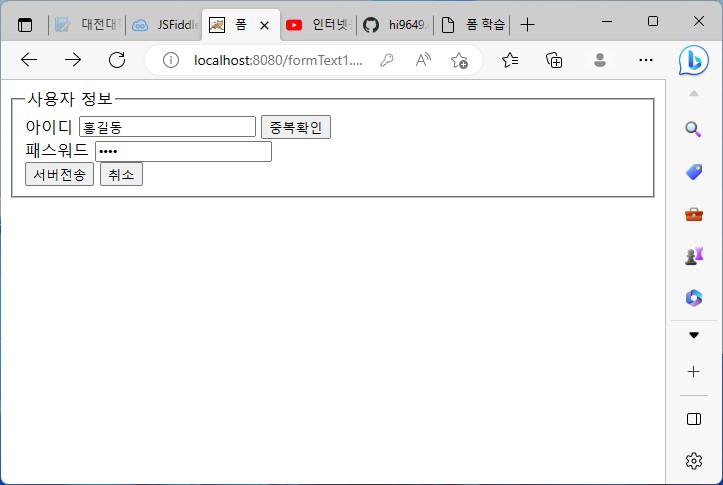 대전대학
JSFiddle
폼
인터넷
hi9649.
폼 학습
localhost:8080/formText1....
사용자 정보
아이디 홍길동 중복확인
패스워드 ••••
서버전송 취소